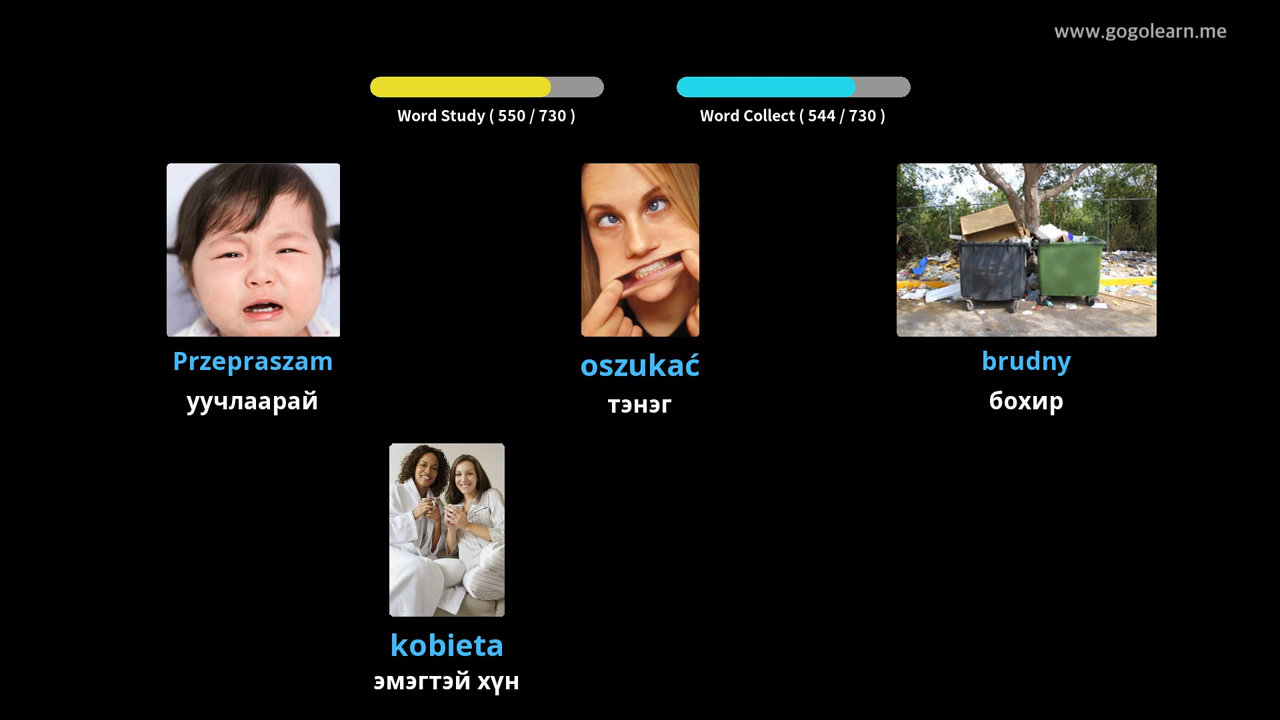 www.gogolearn.me
Word Study ( 550 / 730 )
Word Collect ( 544 / 730 )
Przepraszam
уучлаарай
oszukać
тэнэг
brudny
бохир
kobieta
эмэгтэй хүн